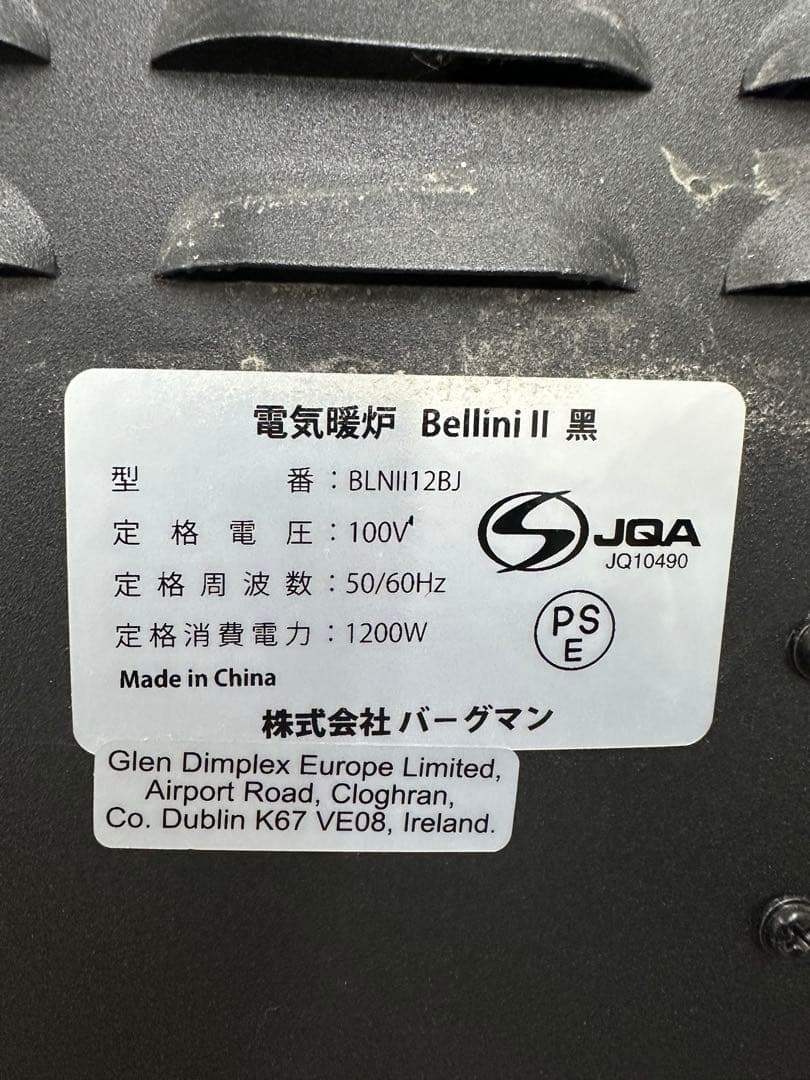 電気暖炉 Bellini II 黒
型番：BLNII12BJ
定格電圧：100V
定格周波数：50/60Hz
定格消費電力：1200W
JQA
JQ10490
PS
E
Made in China
株式会社 バーグマン
Glen Dimplex Europe Limited,
Airport Road, Cloghran,
Co. Dublin K67 VE08, Ireland.